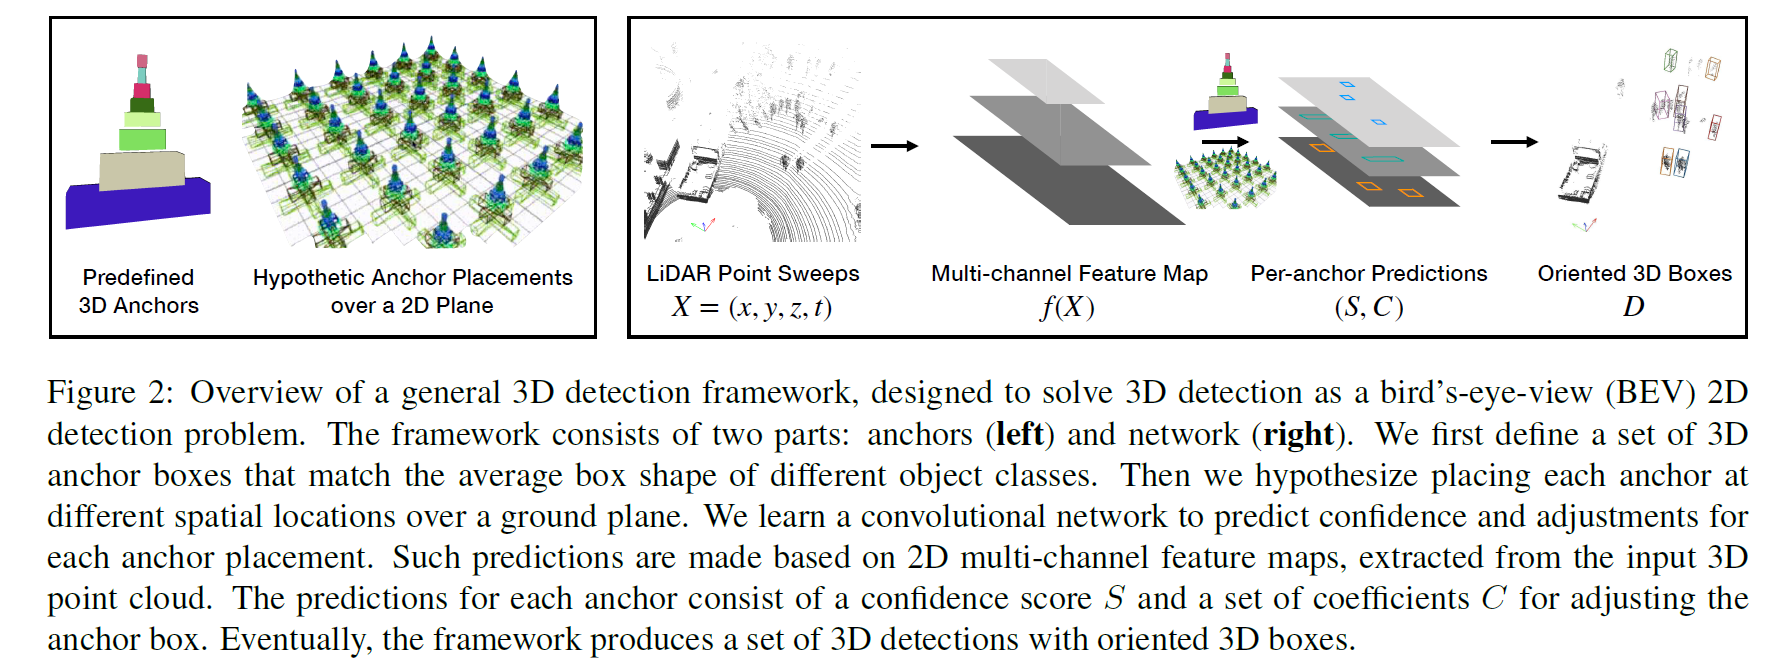 Predefined
3D Anchors
Hypothetic Anchor Placements
over a 2D Plane
LiDAR Point Sweeps
X = (x, y, z, t)
Multi-channel Feature Map
f(X)
Per-anchor Predictions
(S, C)
Oriented 3D Boxes
D
Figure 2: Overview of a general 3D detection framework, designed to solve 3D detection as a bird's-eye-view (BEV) 2D
detection problem. The framework consists of two parts: anchors (left) and network (right). We first define a set of 3D
anchor boxes that match the average box shape of different object classes. Then we hypothesize placing each anchor at
different spatial locations over a ground plane. We learn a convolutional network to predict confidence and adjustments for
each anchor placement. Such predictions are made based on 2D multi-channel feature maps, extracted from the input 3D
point cloud. The predictions for each anchor consist of a confidence score S and a set of coefficients C for adjusting the
anchor box. Eventually, the framework produces a set of 3D detections with oriented 3D boxes.